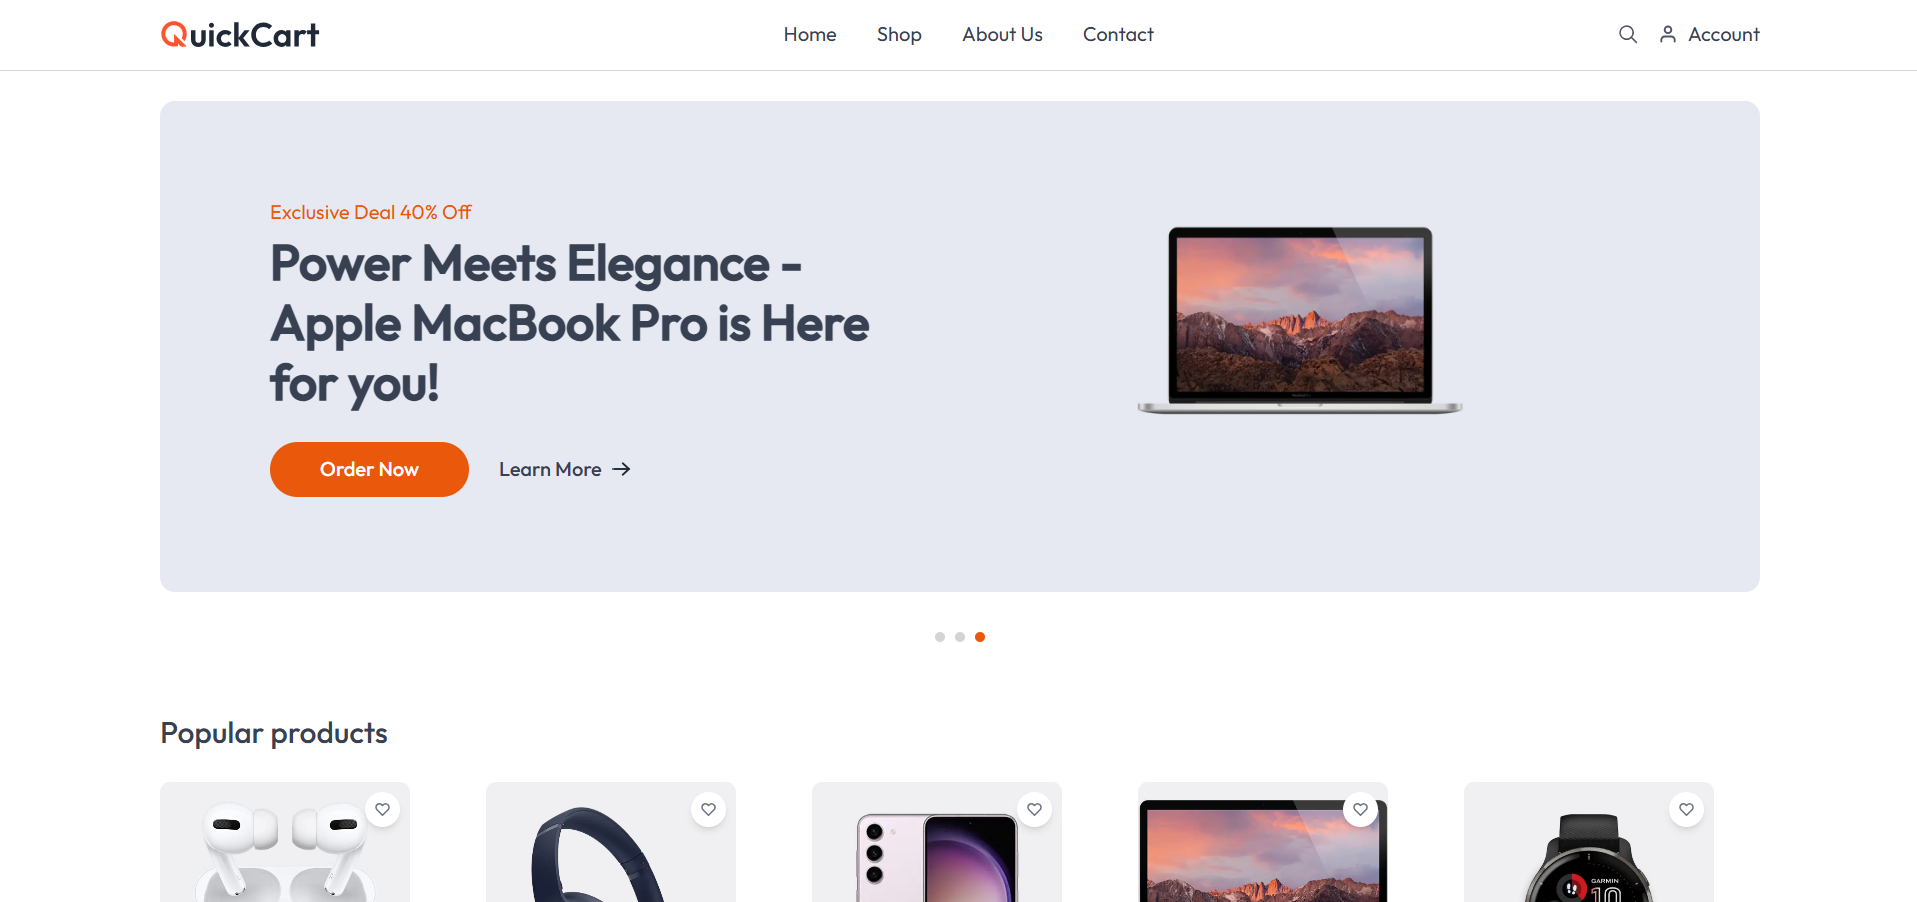 QuickCart
Home
Shop
About Us
Contact
Account
Exclusive Deal 40% Off
Power Meets Elegance -
Apple MacBook Pro is Here
for you!
Order Now
Learn More
Popular products
GARMIN
10